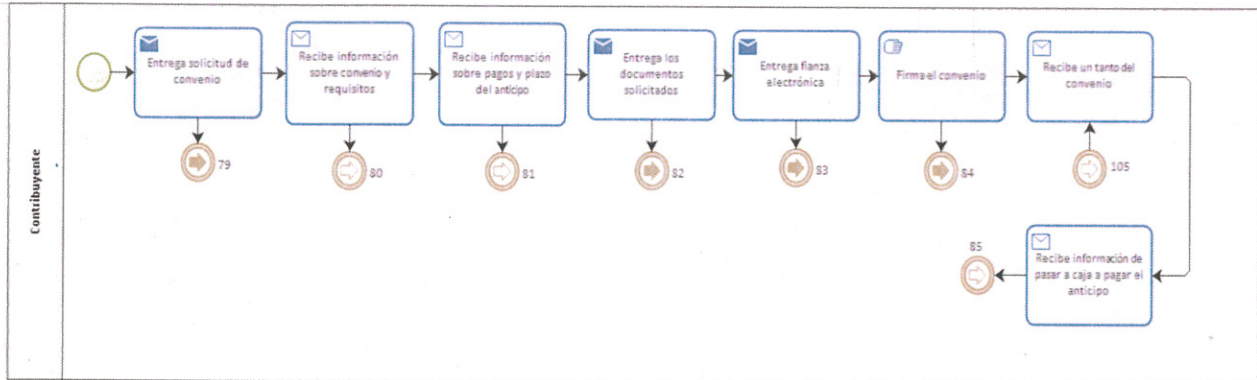 Contribuyente
Entrega solicitud de
convenio
Recibe información
sobre convenio y
requisitos
Recibe información
sobre pagos y plazo
del anticipo
Entrega los
documentos
solicitados
Entrega fianza
electrónica
Firma el convenio
Recibe un tanto del
convenio
79
80
81
82
83
84
105
85
Recibe información de
pasar a caja a pagar el
anticipo